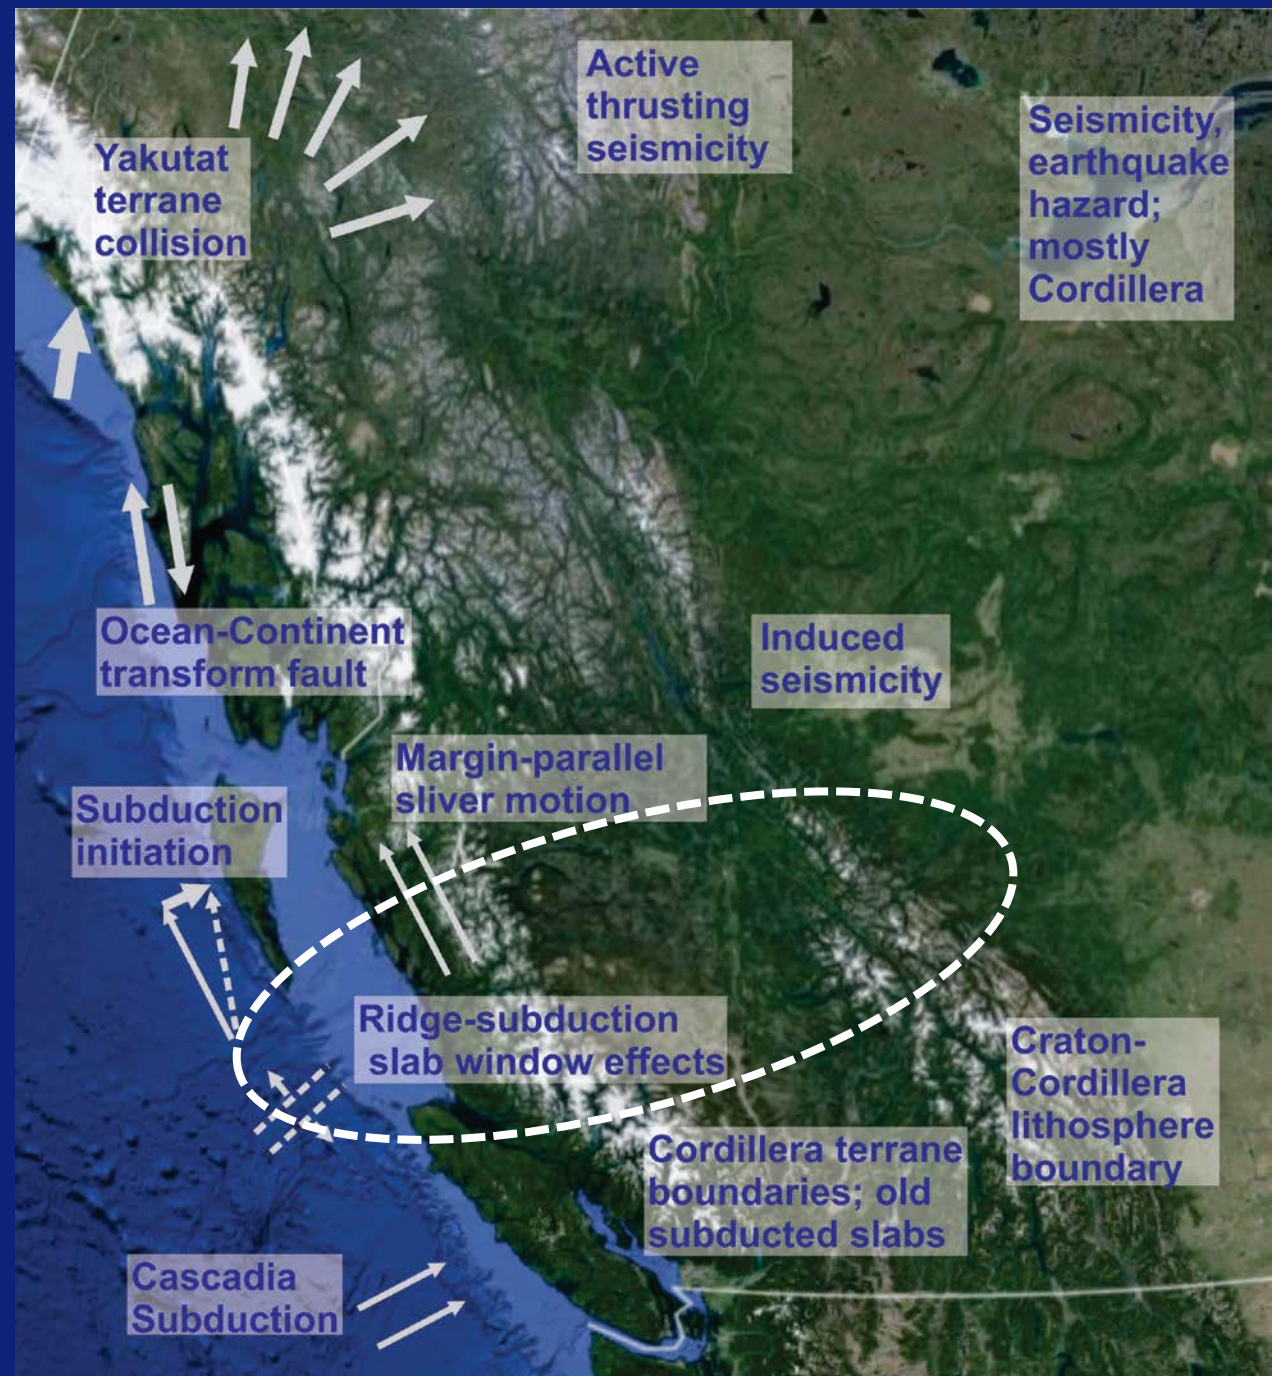 Active
thrusting
seismicity
Seismicity,
earthquake
hazard;
mostly
Cordillera
Yakutat
terrane
collision
Ocean-Continent
transform fault
Induced
seismicity
Margin-parallel
sliver motion
Subduction
initiation
Ridge-subduction
slab window effects
Craton-
Cordillera
lithosphere
boundary
Cordillera terrane
boundaries; old
subducted slabs
Cascadia
Subduction